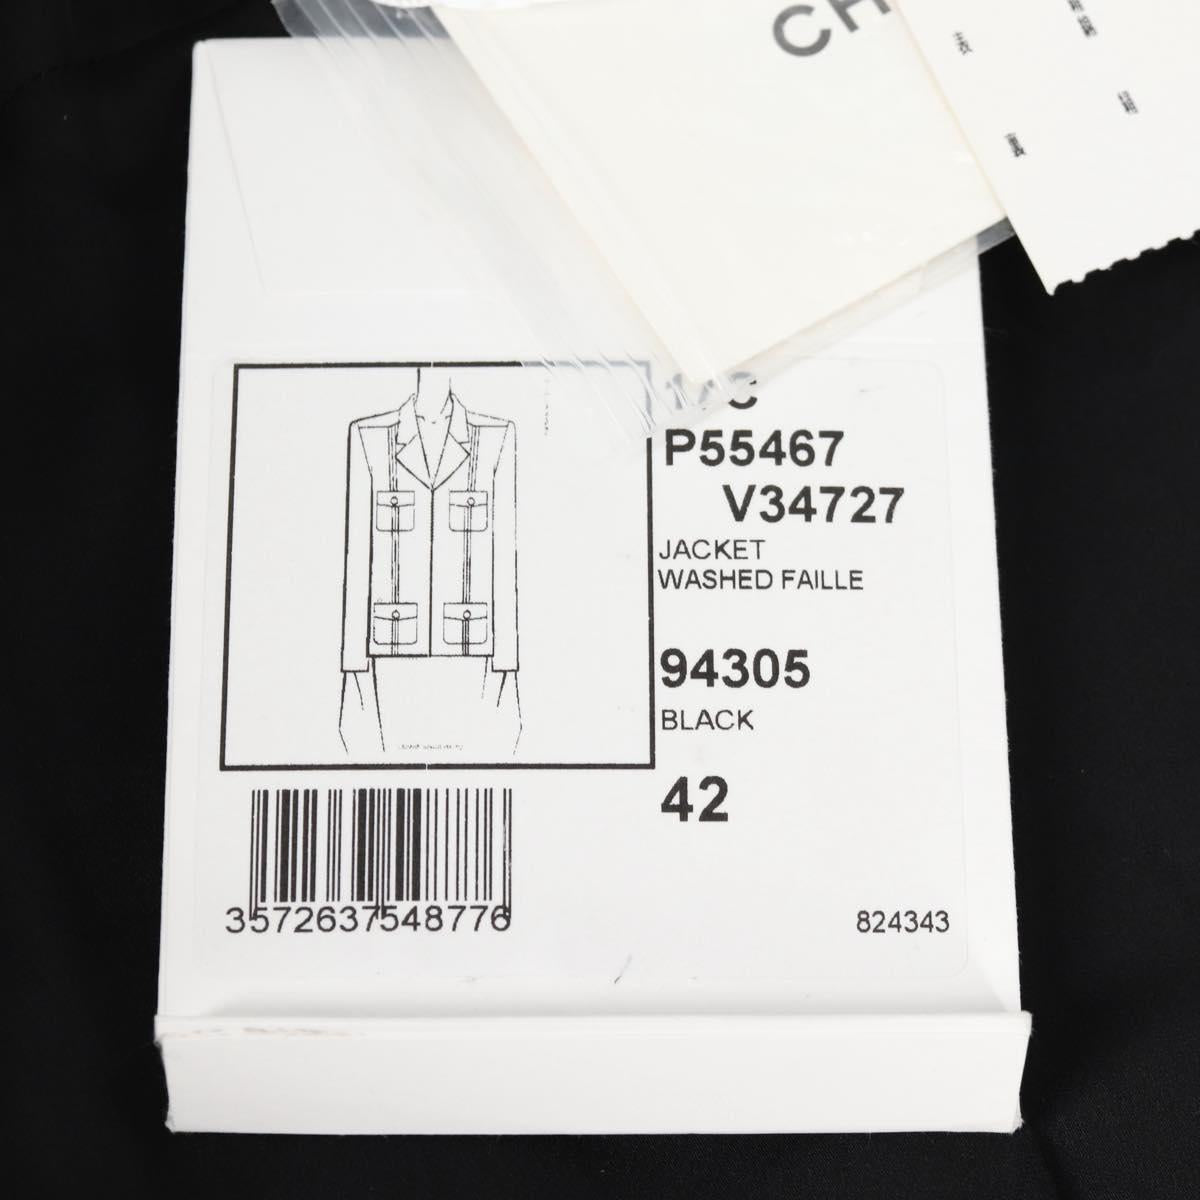 CH
P55467
V34727
JACKET
WASHED FAILLE
94305
BLACK
42
3572637548776
824343